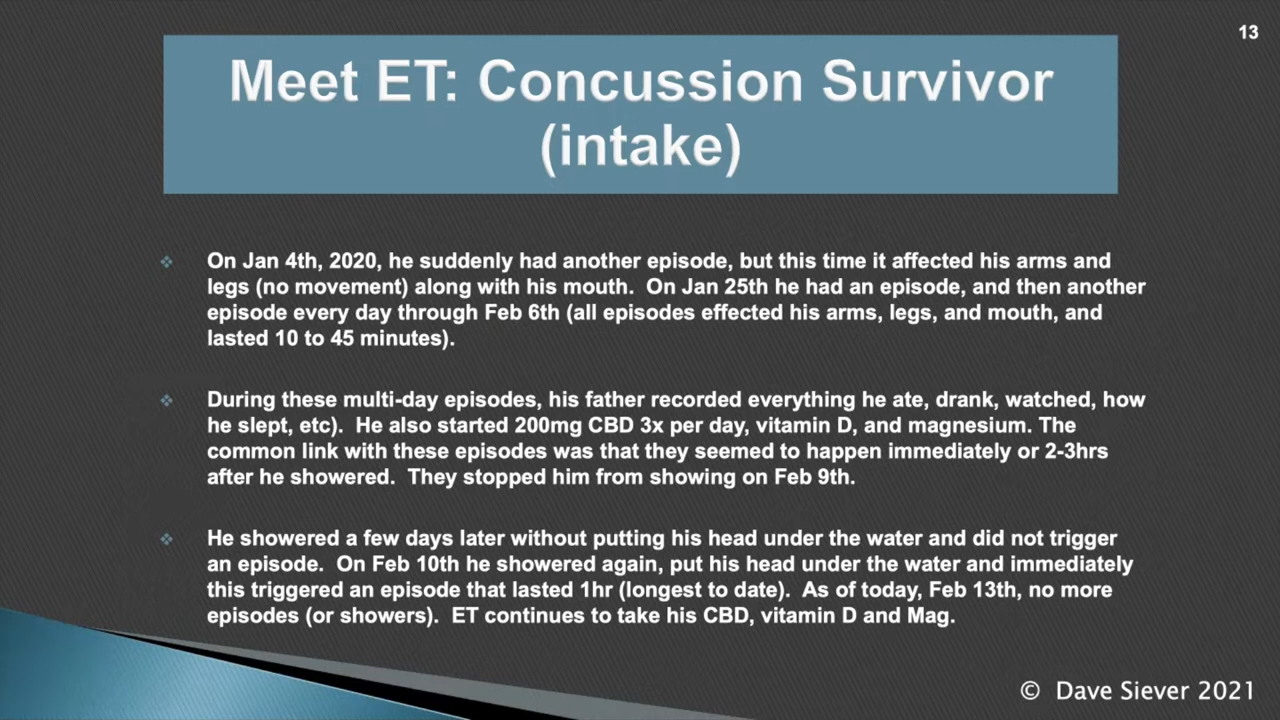 13
Meet ET: Concussion Survivor
(intake)
On Jan 4th, 2020, he suddenly had another episode, but this time it affected his arms and
legs (no movement) along with his mouth.  On Jan 25th he had an episode, and then another
episode every day through Feb 6th (all episodes effected his arms, legs, and mouth, and
lasted 10 to 45 minutes).
During these multi-day episodes, his father recorded everything he ate, drank, watched, how
he slept, etc).  He also started 200mg CBD 3x per day, vitamin D, and magnesium. The
common link with these episodes was that they seemed to happen immediately or 2-3hrs
after he showered.  They stopped him from showing on Feb 9th.
He showered a few days later without putting his head under the water and did not trigger
an episode.  On Feb 10th he showered again, put his head under the water and immediately
this triggered an episode that lasted 1hr (longest to date).  As of today, Feb 13th, no more
episodes (or showers).  ET continues to take his CBD, vitamin D and Mag.
© Dave Siever 2021